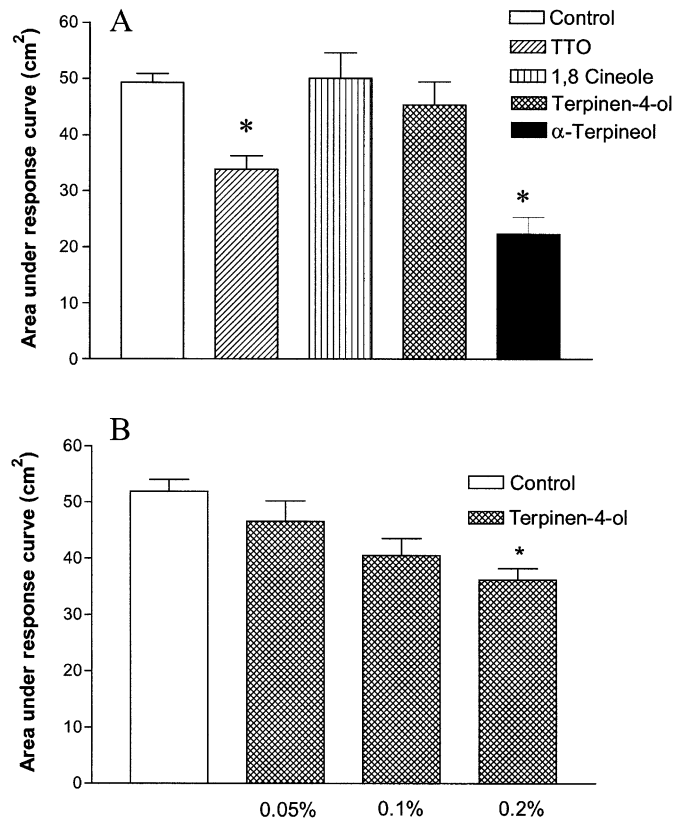 A
Area under response curve (cm²)
60
50
40
30
20
10
0
*
*
Control
TTO
1,8 Cineole
Terpinen-4-ol
α-Terpineol
B
Area under response curve (cm²)
60
50
40
30
20
10
0
*
Control
Terpinen-4-ol
0.05% 0.1% 0.2%